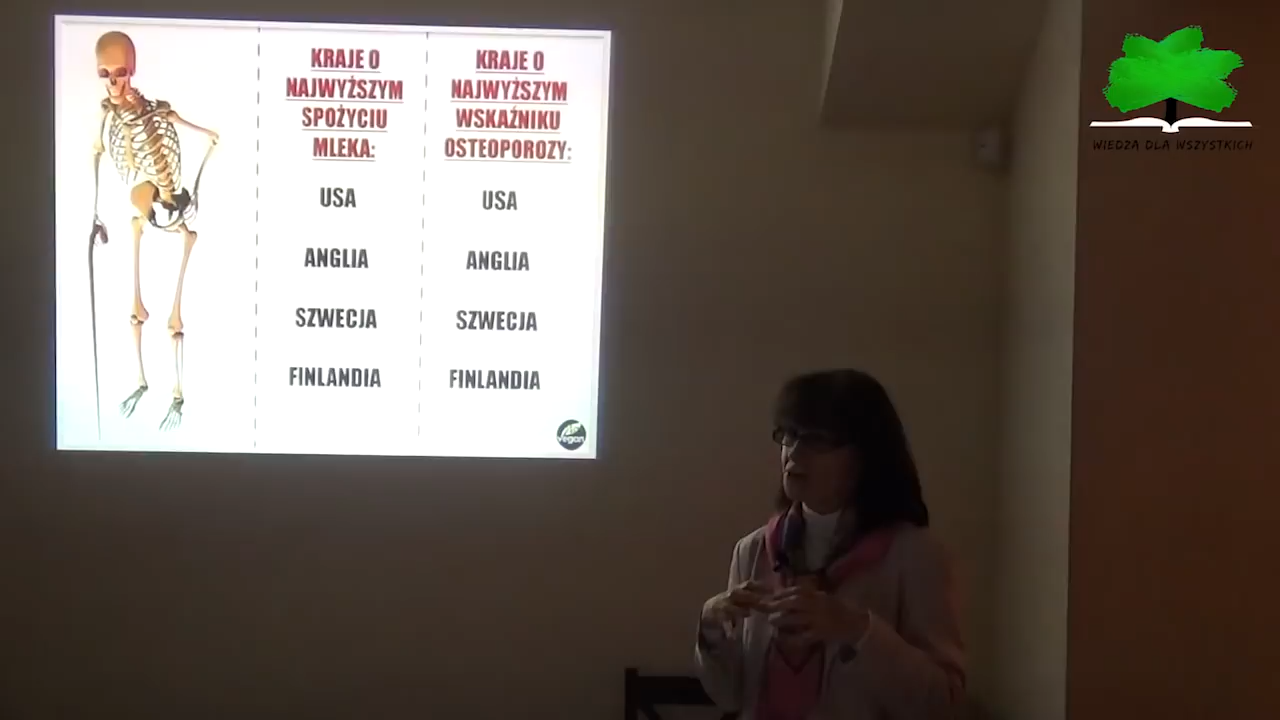 KRAJE O
NAJWYŻSZYM
SPOŻYCIU
MLEKA:
USA
ANGLIA
SZWECJA
FINLANDIA
KRAJE O
NAJWYŻSZYM
WSKAŹNIKU
OSTEOPOROZY:
USA
ANGLIA
SZWECJA
FINLANDIA
vegan
WIEDZA DLA WSZYSTKICH